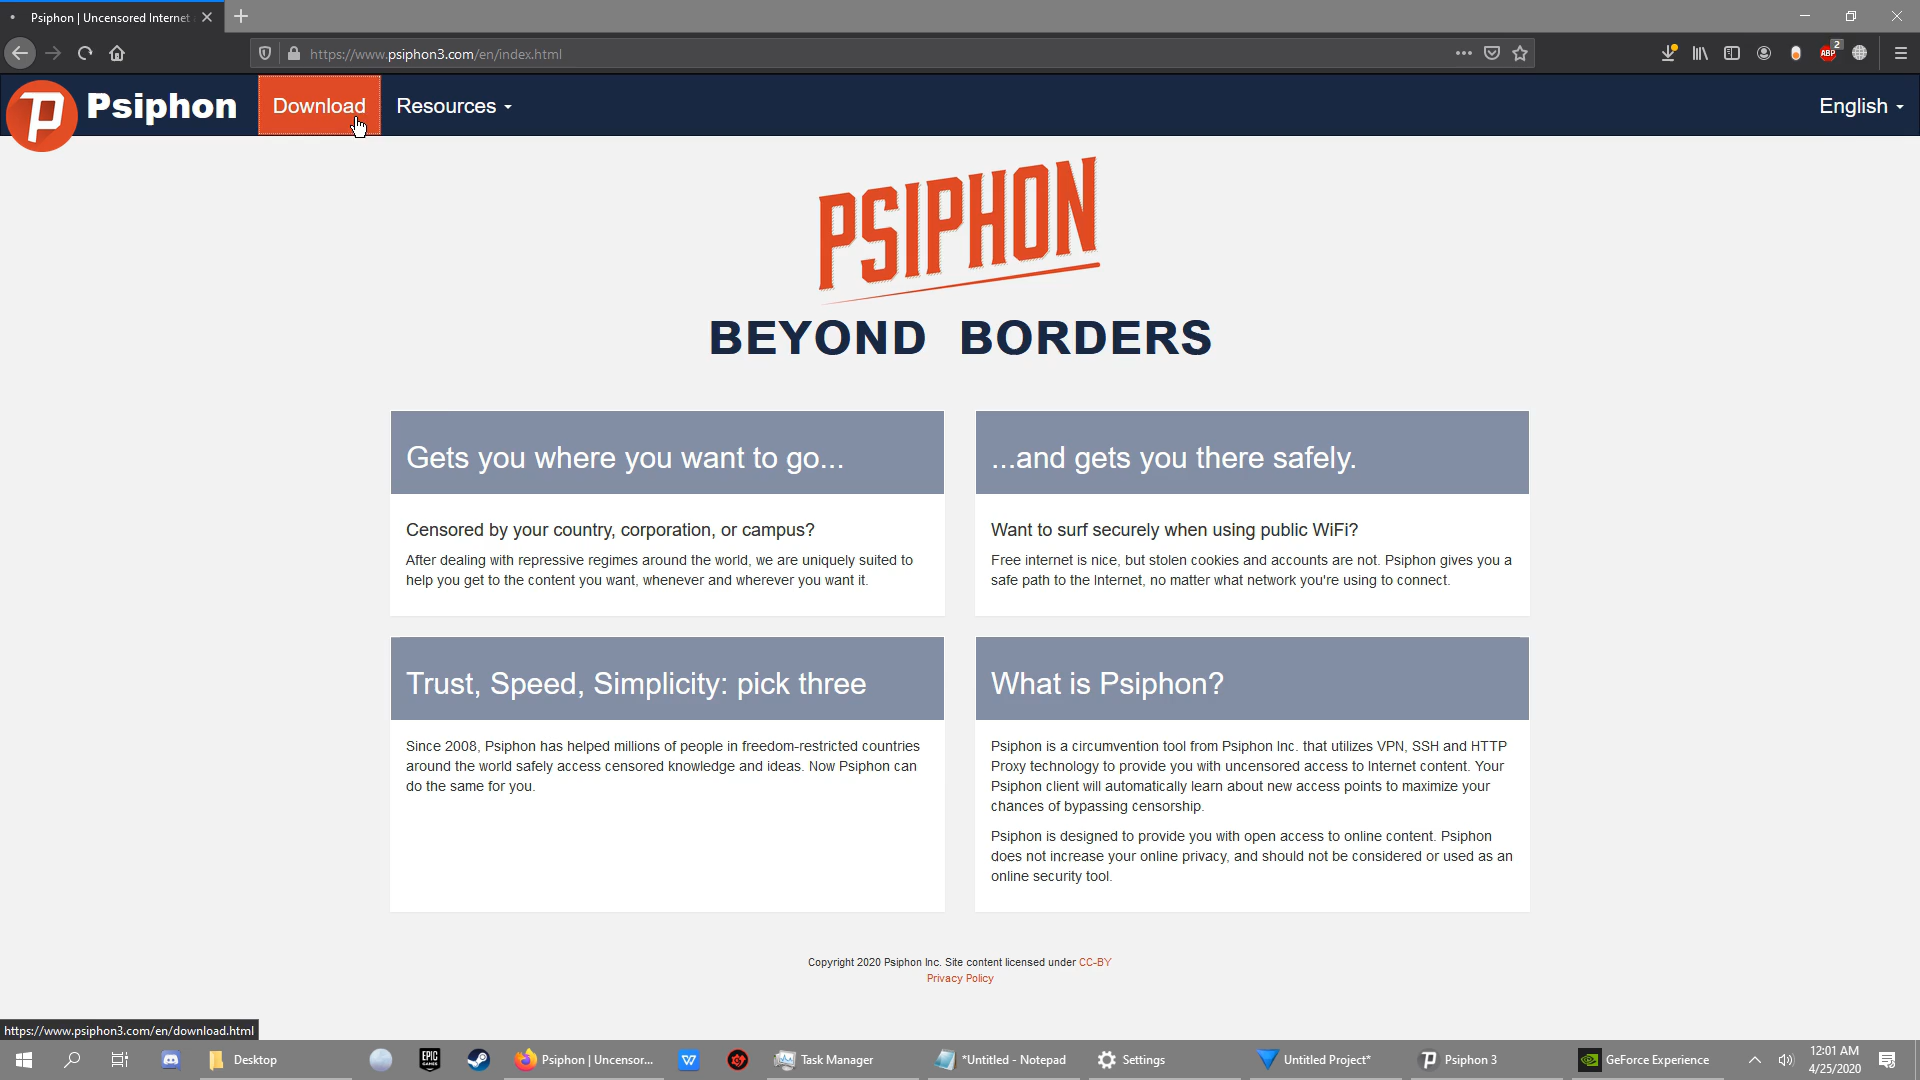 Psiphon | Uncensored Internet
https://www.psiphon3.com/en/index.html
ABP
2
P
Psiphon
Download
Resources
English
PSIPHON
BEYOND BORDERS
Gets you where you want to go...
Censored by your country, corporation, or campus?
After dealing with repressive regimes around the world, we are uniquely suited to
help you get to the content you want, whenever and wherever you want it.
...and gets you there safely.
Want to surf securely when using public WiFi?
Free internet is nice, but stolen cookies and accounts are not. Psiphon gives you a
safe path to the Internet, no matter what network you're using to connect.
Trust, Speed, Simplicity: pick three
Since 2008, Psiphon has helped millions of people in freedom-restricted countries
around the world safely access censored knowledge and ideas. Now Psiphon can
do the same for you.
What is Psiphon?
Psiphon is a circumvention tool from Psiphon Inc. that utilizes VPN, SSH and HTTP
Proxy technology to provide you with uncensored access to Internet content. Your
Psiphon client will automatically learn about new access points to maximize your
chances of bypassing censorship.
Psiphon is designed to provide you with open access to online content. Psiphon
does not increase your online privacy, and should not be considered or used as an
online security tool.
Copyright 2020 Psiphon Inc. Site content licensed under CC-BY
Privacy Policy
https://www.psiphon3.com/en/download.html
Desktop
EPIC
GAMES
Psiphon | Uncensor...
W
Task Manager
*Untitled - Notepad
Settings
Untitled Project*
Psiphon 3
GeForce Experience
12:01 AM
4/25/2020